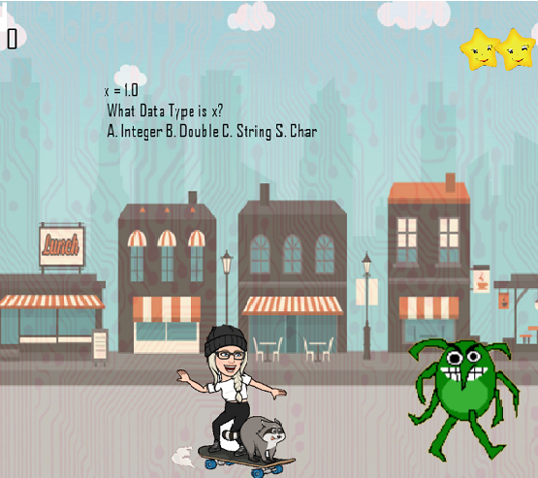 0
x = 1.0
What Data Type is x?
A. Integer B. Double C. String S. Char
Lunch